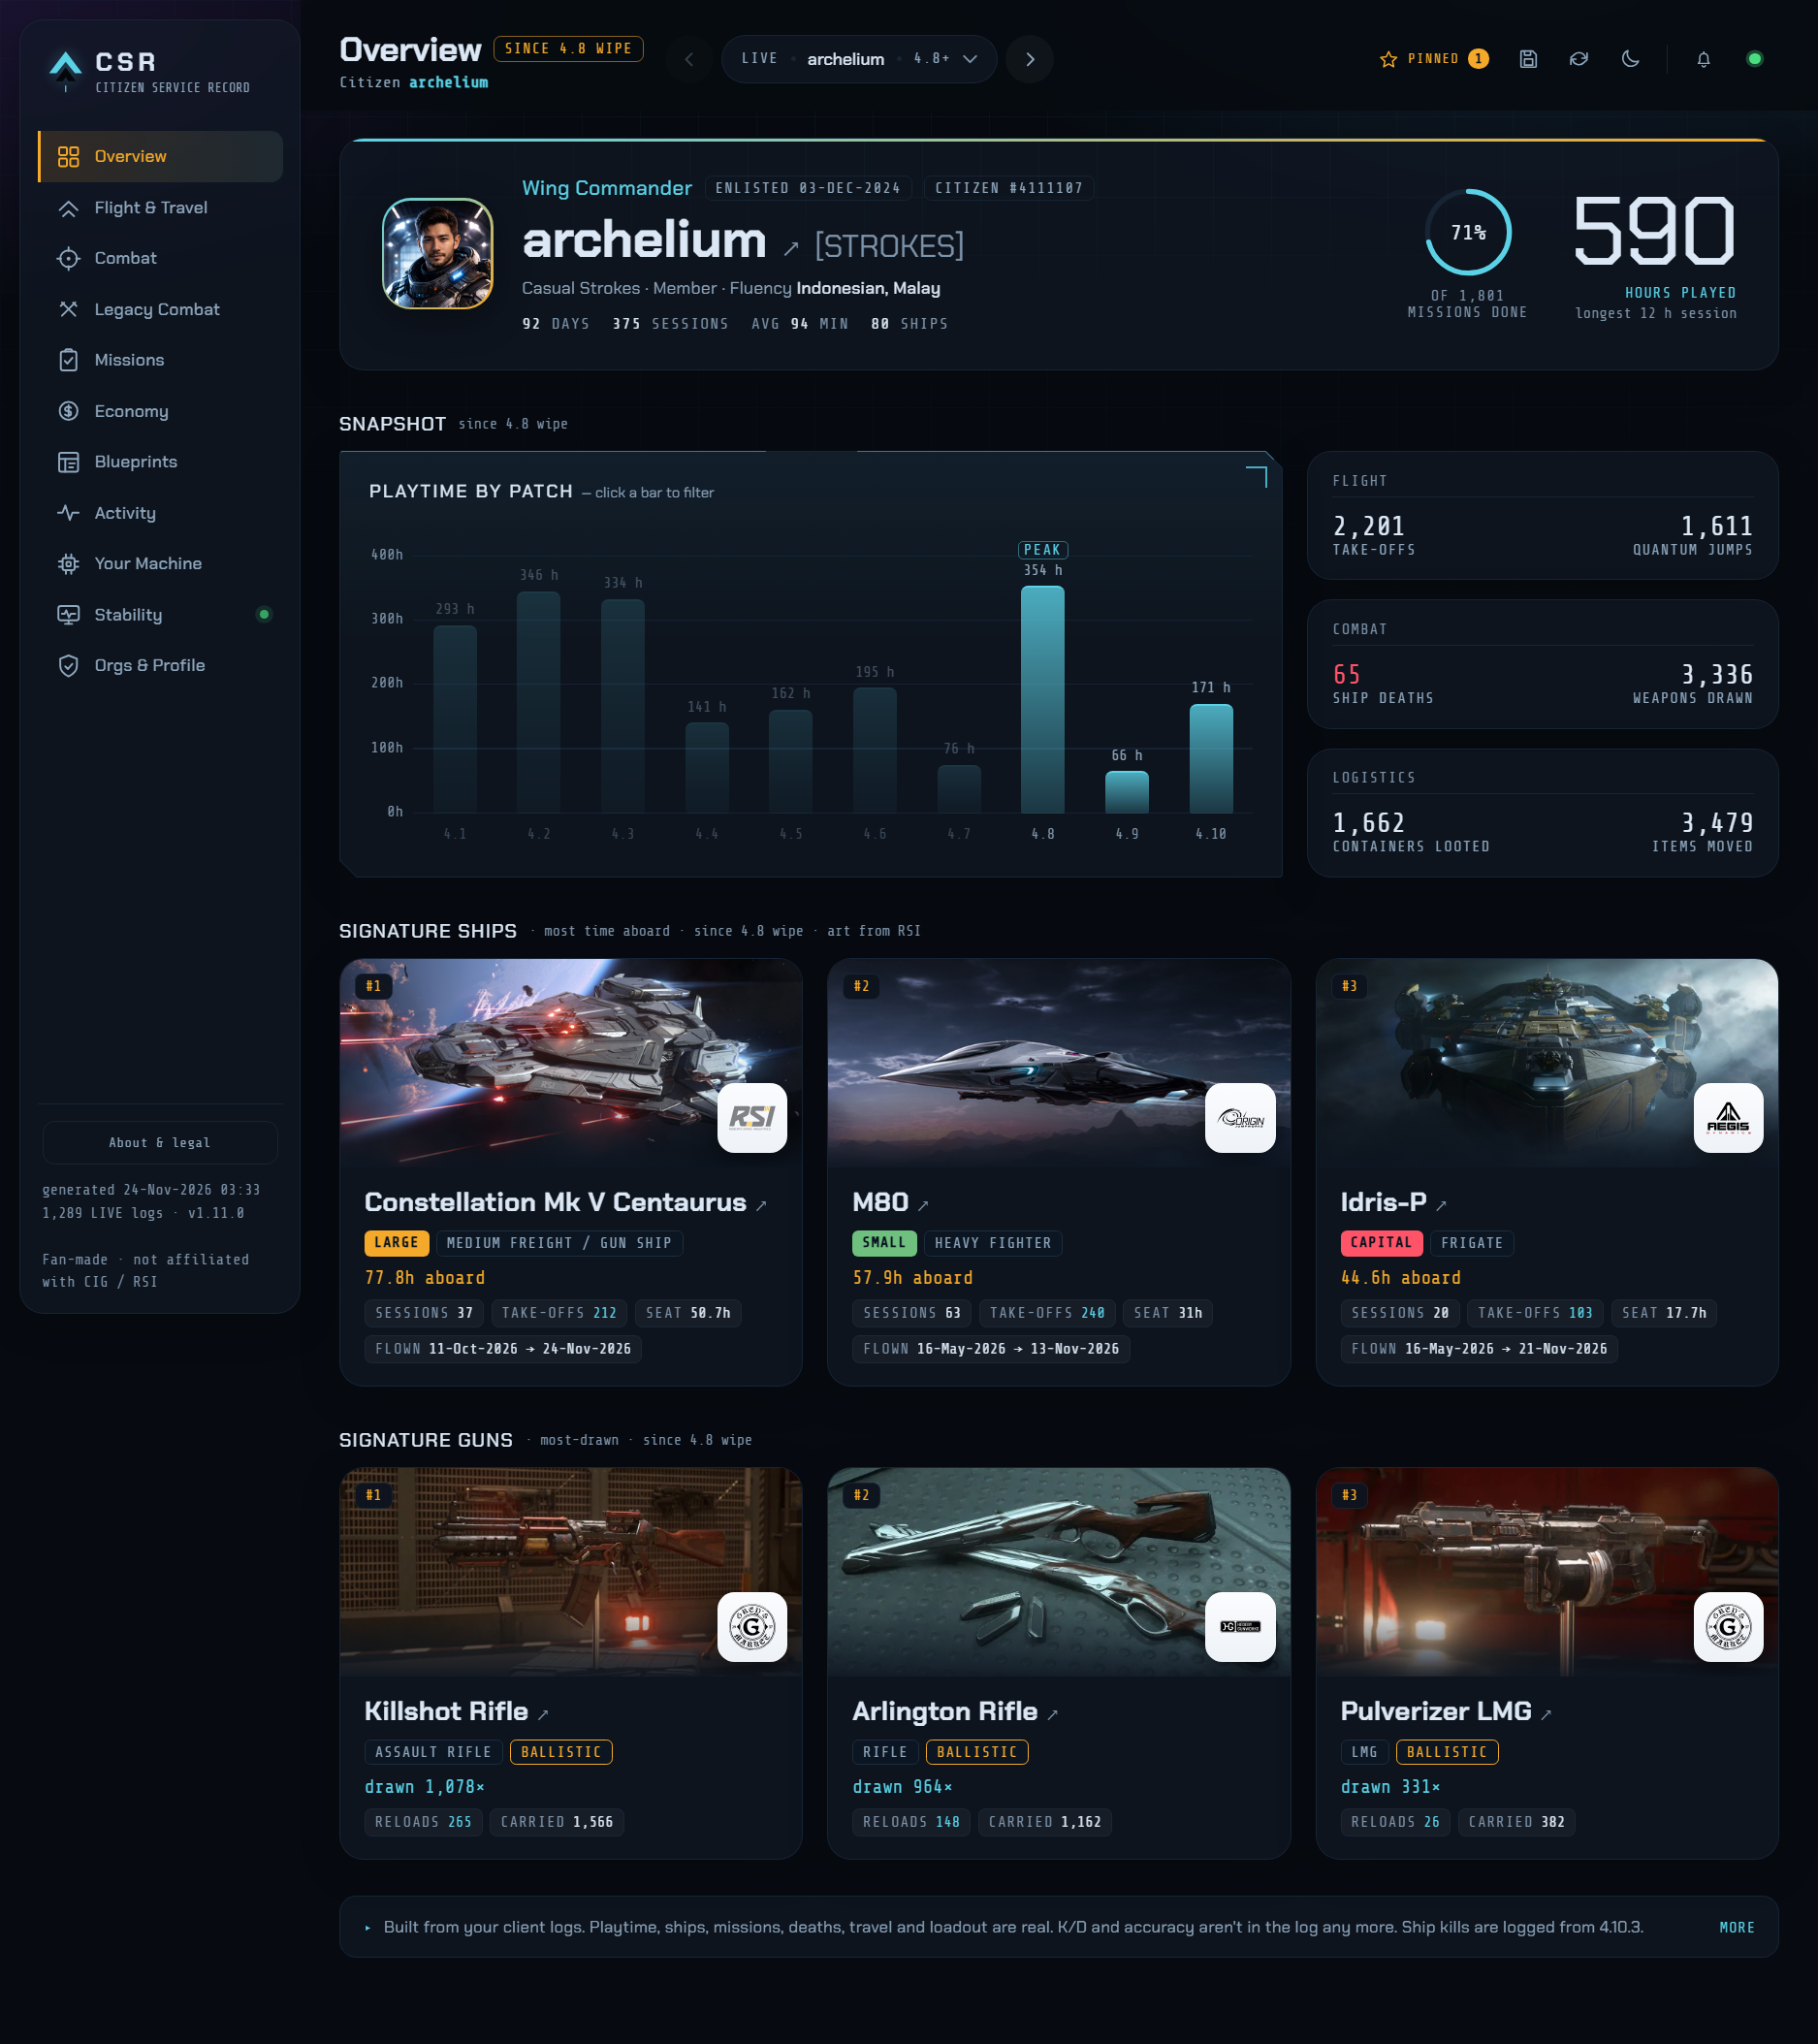 CSR
CITIZEN SERVICE RECORD
Overview
Flight & Travel
Combat
Legacy Combat
Missions
Economy
Blueprints
Activity
Your Machine
Stability
Orgs & Profile
About & legal
generated 24-Nov-2026 03:33
1,289 LIVE logs · v1.11.0
Fan-made · not affiliated
with CIG / RSI
Overview SINCE 4.8 WIPE
Citizen archelium
LIVE · archelium · 4.8+
PINNED 1
Wing Commander ENLISTED 03-DEC-2024 CITIZEN #4111107
archelium ↗ [STROKES]
Casual Strokes · Member · Fluency Indonesian, Malay
92 DAYS 375 SESSIONS AVG 94 MIN 80 SHIPS
71%
OF 1,801
MISSIONS DONE
590
HOURS PLAYED
longest 12 h session
SNAPSHOT since 4.8 wipe
PLAYTIME BY PATCH — click a bar to filter
400h
300h
200h
100h
0h
293 h
346 h
334 h
141 h
162 h
195 h
76 h
PEAK
354 h
66 h
171 h
4.1 4.2 4.3 4.4 4.5 4.6 4.7 4.8 4.9 4.10
FLIGHT
2,201 1,611
TAKE-OFFS QUANTUM JUMPS
COMBAT
65 3,336
SHIP DEATHS WEAPONS DRAWN
LOGISTICS
1,662 3,479
CONTAINERS LOOTED ITEMS MOVED
SIGNATURE SHIPS · most time aboard · since 4.8 wipe · art from RSI
#1
RSI
Constellation Mk V Centaurus ↗
LARGE MEDIUM FREIGHT / GUN SHIP
77.8h aboard
SESSIONS 37 TAKE-OFFS 212 SEAT 50.7h
FLOWN 11-Oct-2026 → 24-Nov-2026
#2
ORIGIN
M80 ↗
SMALL HEAVY FIGHTER
57.9h aboard
SESSIONS 63 TAKE-OFFS 240 SEAT 31h
FLOWN 16-May-2026 → 13-Nov-2026
#3
AEGIS
Idris-P ↗
CAPITAL FRIGATE
44.6h aboard
SESSIONS 20 TAKE-OFFS 103 SEAT 17.7h
FLOWN 16-May-2026 → 21-Nov-2026
SIGNATURE GUNS · most-drawn · since 4.8 wipe
#1
G
MARKET
Killshot Rifle ↗
ASSAULT RIFLE BALLISTIC
drawn 1,078×
RELOADS 265 CARRIED 1,566
#2
Arlington Rifle ↗
RIFLE BALLISTIC
drawn 964×
RELOADS 148 CARRIED 1,162
#3
G
MARKET
Pulverizer LMG ↗
LMG BALLISTIC
drawn 331×
RELOADS 26 CARRIED 382
Built from your client logs. Playtime, ships, missions, deaths, travel and loadout are real. K/D and accuracy aren't in the log any more. Ship kills are logged from 4.10.3. MORE